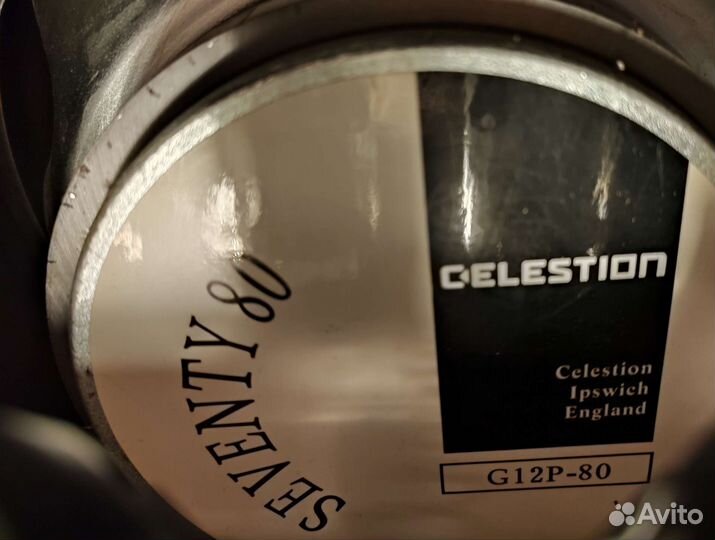 SEVENTY 80
CELESTION
Celestion
Ipswich
England
G12P-80
Avito